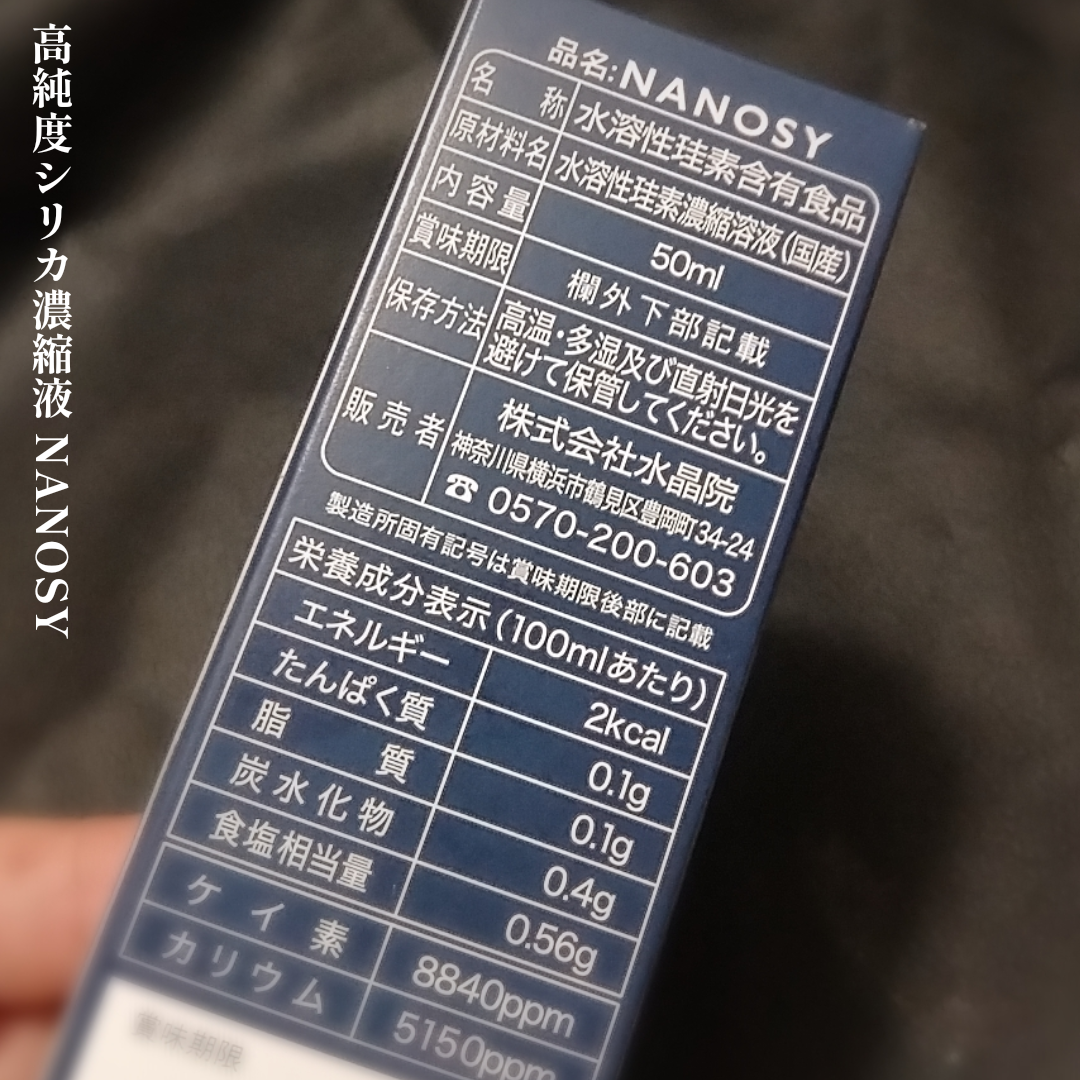 高純度シリカ濃縮液 NANOSY
品名:NANOSY
名称 水溶性珪素含有食品
原材料名 水溶性珪素濃縮溶液(国産)
内容量 50ml
賞味期限 欄外下部記載
保存方法 高温・多湿及び直射日光を
避けて保管してください。
販売者 株式会社水晶院
神奈川県横浜市鶴見区豊岡町34-24
☎ 0570-200-603
製造所固有記号は賞味期限後部に記載
栄養成分表示(100mlあたり)
エネルギー 2kcal
たんぱく質 0.1g
脂質 0.1g
炭水化物 0.4g
食塩相当量 0.56g
ケイ素 8840ppm
カリウム 5150ppm
賞味期限